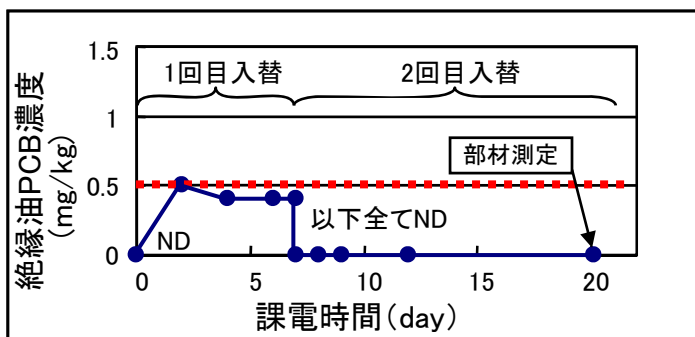 絶縁油PCB濃度
(mg/kg)
1.5
1
0.5
0
1回目入替
2回目入替
部材測定
ND
以下全てND
0
5
10
15
20
課電時間(day)